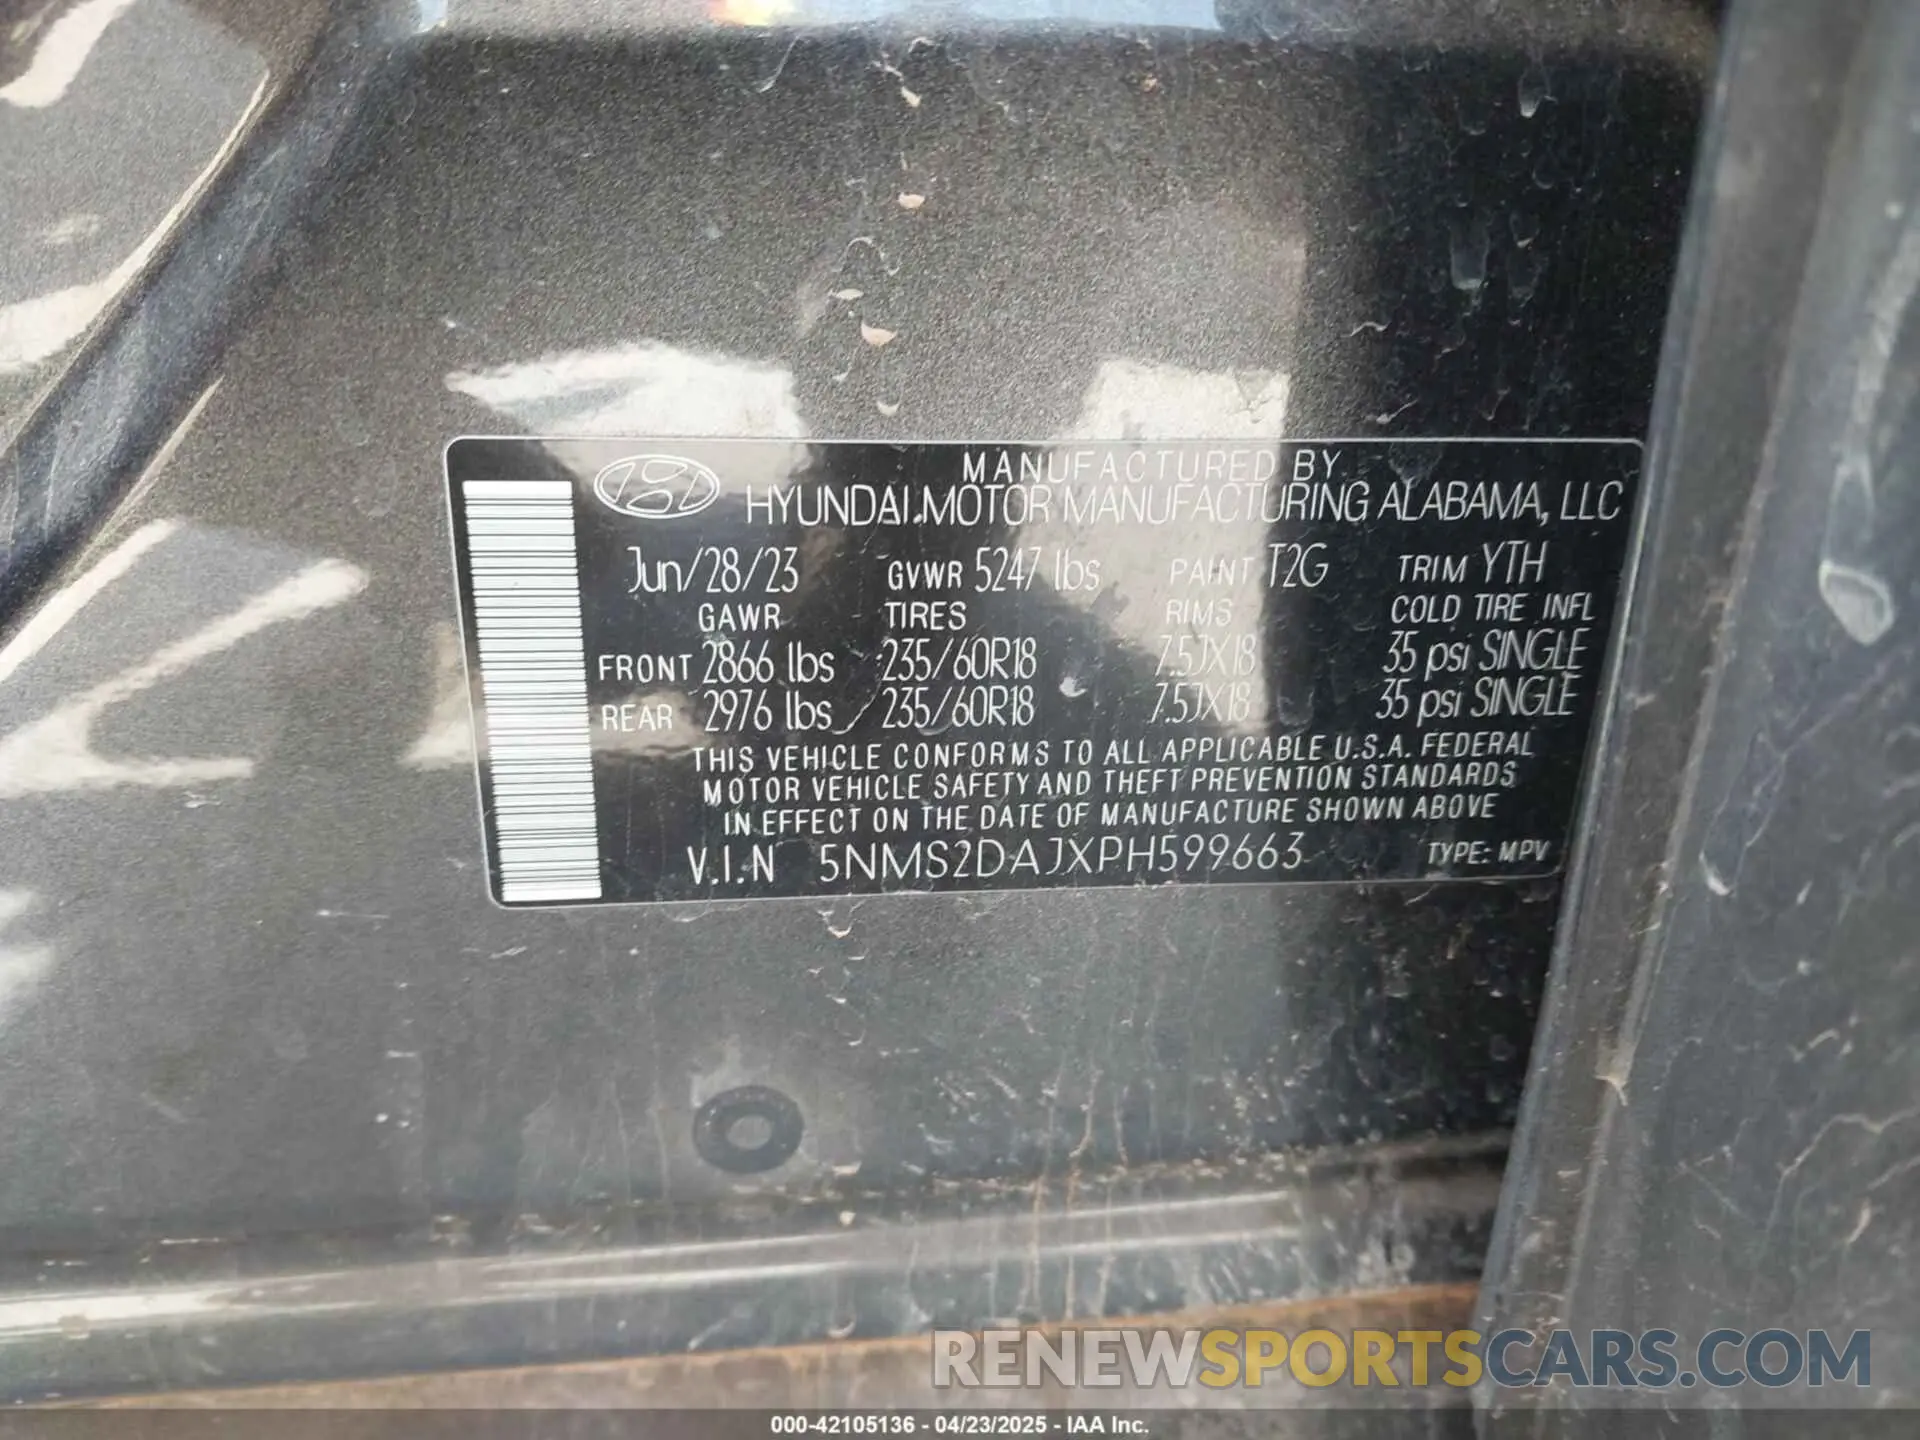 MANUFACTURED BY
HYUNDAI MOTOR MANUFACTURING ALABAMA, LLC
Jun/28/23 GVWR 5247 lbs PAINT T2G TRIM YTH
GAWR TIRES RIMS COLD TIRE INFL
FRONT 2866 lbs 235/60R18 7.5JX18 35 psi SINGLE
REAR 2976 lbs 235/60R18 7.5JX18 35 psi SINGLE
THIS VEHICLE CONFORMS TO ALL APPLICABLE U.S.A. FEDERAL
MOTOR VEHICLE SAFETY AND THEFT PREVENTION STANDARDS
IN EFFECT ON THE DATE OF MANUFACTURE SHOWN ABOVE
V.I.N 5NMS2DAJXPH599663 TYPE: MPV
RENEWSPORTSCARS.COM
000-42105136 - 04/23/2025 - IAA Inc.